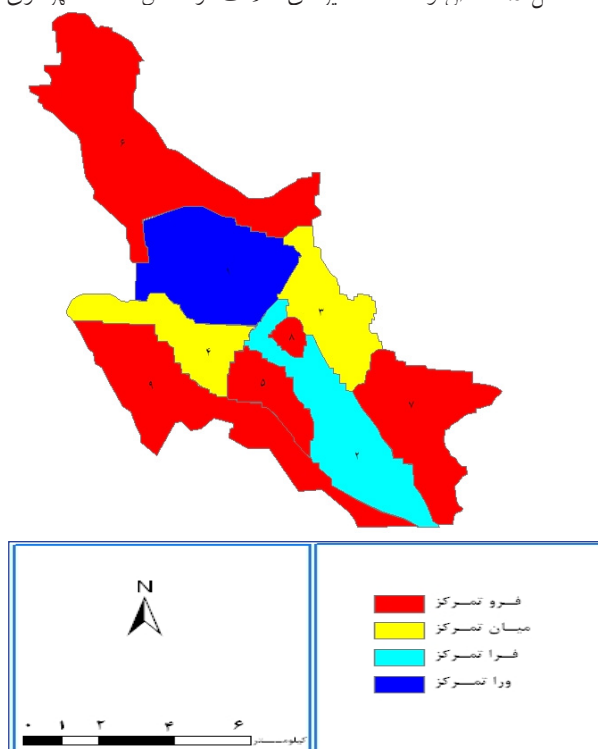 ۶
۳
۸
۴
۹
۵
۷
۲
N
فرو تمرکز
میان تمرکز
فرا تمرکز
ورا تمرکز
۰ ۱ ۲ ۴ ۶
کیلومتر